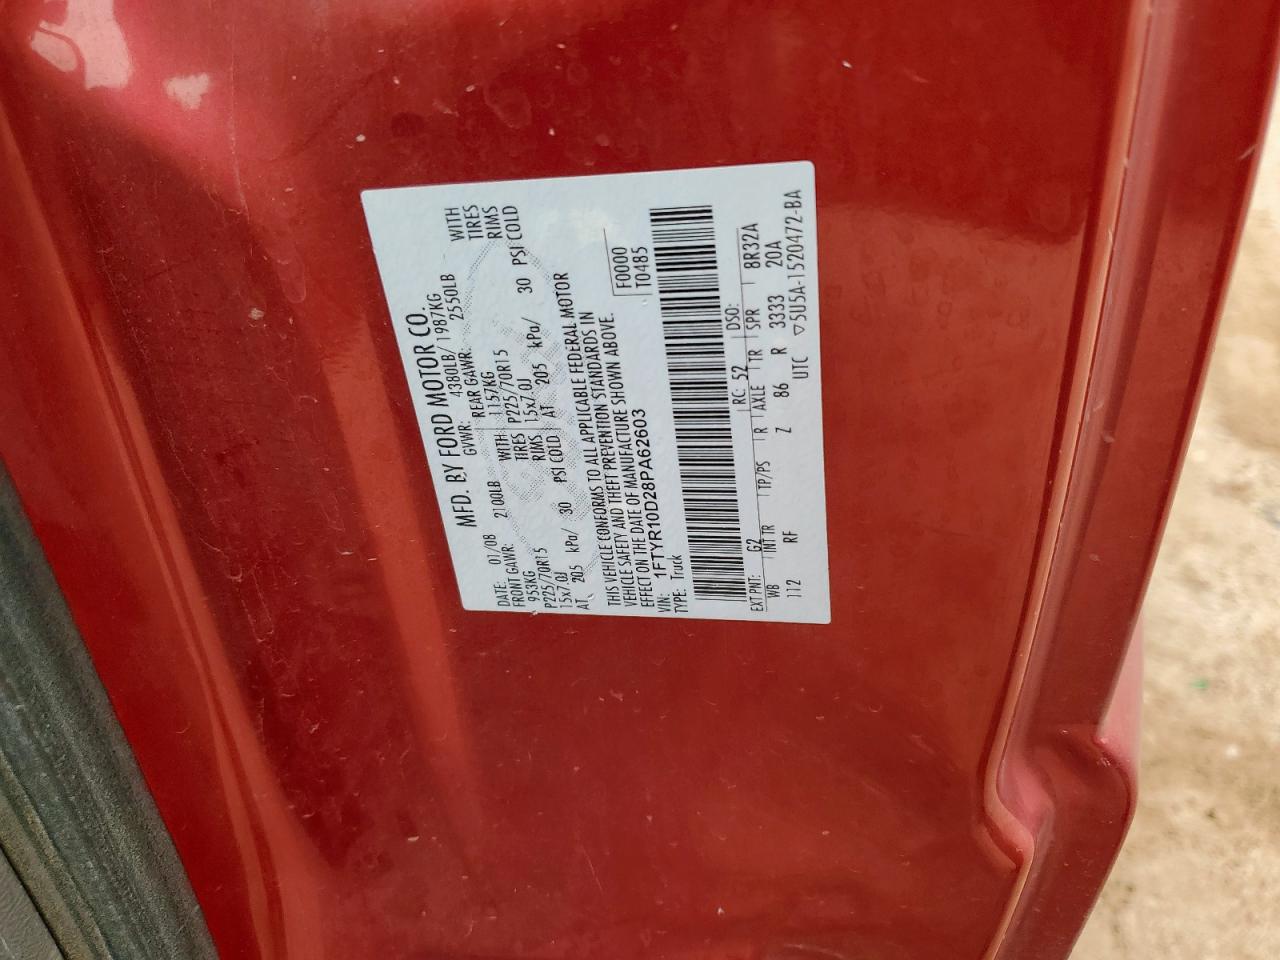 MFD. BY FORD MOTOR CO.
DATE: 01/08 GVWR: 4380LB/ 1987KG
FRONT GAWR: 2100LB REAR GAWR: 2550LB
953KG WITH 1157KG WITH
P225/70R15 TIRES P225/70R15 TIRES
15x7.0J RIMS 15x7.0J RIMS
AT 205 kPa/ 30 PSI COLD AT 205 kPa/ 30 PSI COLD
THIS VEHICLE CONFORMS TO ALL APPLICABLE FEDERAL MOTOR
VEHICLE SAFETY AND THEFT PREVENTION STANDARDS IN
EFFECT ON THE DATE OF MANUFACTURE SHOWN ABOVE.
VIN: 1FTYR10D28PA62603 F0000
TYPE: Truck T0485
EXT PNT: G2 RC: 52 DSO:
WB INT TR TP/PS R AXLE TR SPR 8R32A
112 RF Z 86 R 3333 20A
UTC ▽5U5A-1520472-BA